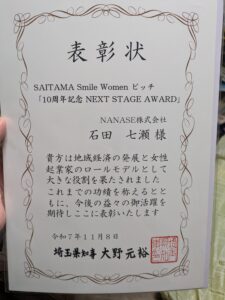 表彰状
SAITAMA Smile Women ピッチ
「10周年記念 NEXT STAGE AWARD」
NANASE株式会社
石田 七瀬 様
貴方は地域経済の発展と女性
起業家のロールモデルとして
大きな役割を果たされました
これまでの功績を称えるとと
もに、今後の益々の御活躍を
期待しここに表彰いたします
令和7年11月8日
埼玉県知事 大野元裕